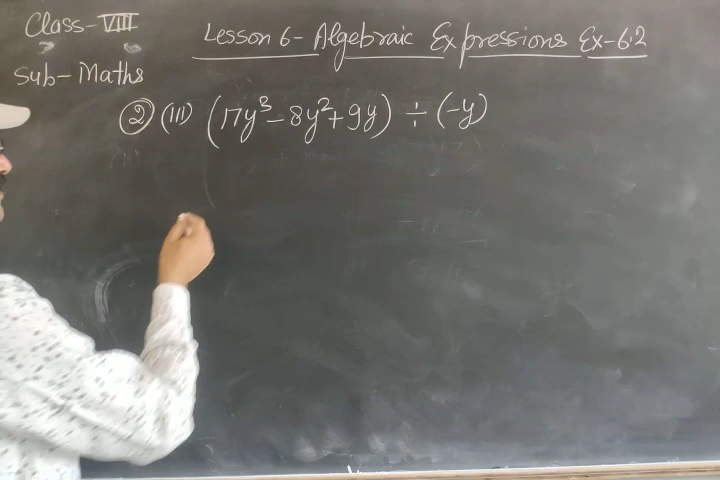 Class-VIII
Lesson 6- Algebraic Expressions Ex-6.2
Sub-Maths
② (iii) (17y³-8y²+9y) ÷ (-y)